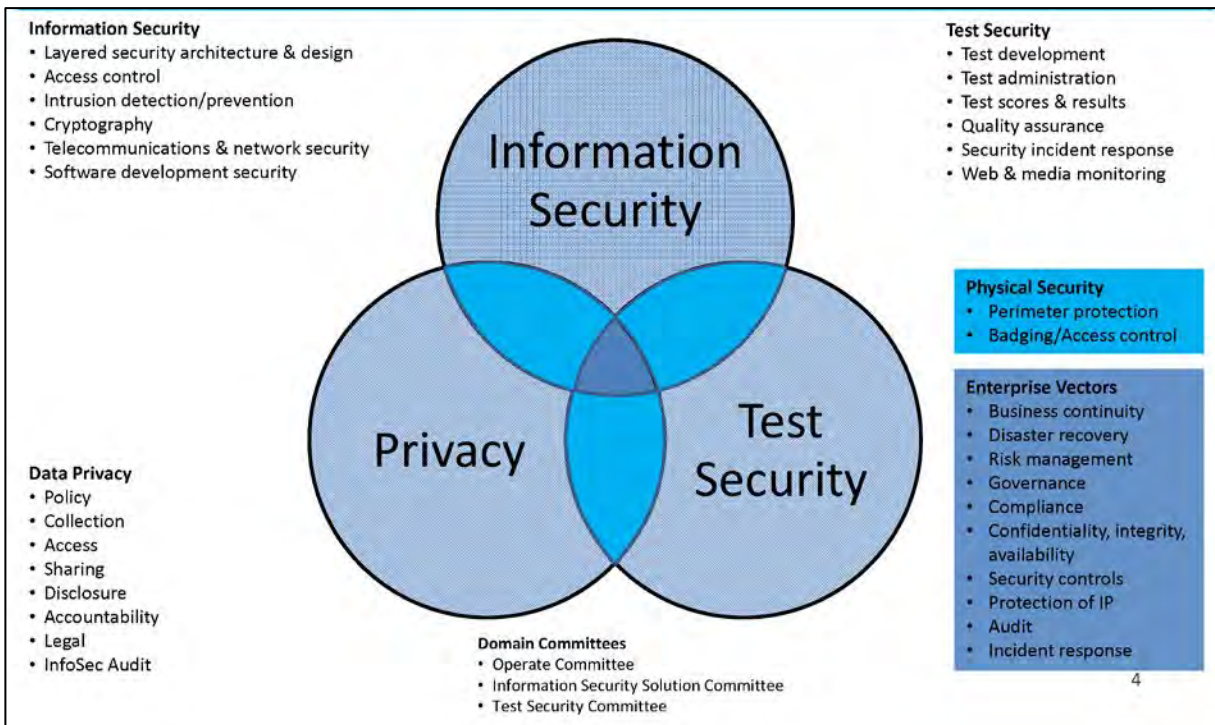 Information Security
• Layered security architecture & design
• Access control
• Intrusion detection/prevention
• Cryptography
• Telecommunications & network security
• Software development security
Test Security
• Test development
• Test administration
• Test scores & results
• Quality assurance
• Security incident response
• Web & media monitoring
Information
Security
Privacy
Test
Security
Physical Security
• Perimeter protection
• Badging/Access control
Enterprise Vectors
• Business continuity
• Disaster recovery
• Risk management
• Governance
• Compliance
• Confidentiality, integrity,
availability
• Security controls
• Protection of IP
• Audit
• Incident response
Data Privacy
• Policy
• Collection
• Access
• Sharing
• Disclosure
• Accountability
• Legal
• InfoSec Audit
Domain Committees
• Operate Committee
• Information Security Solution Committee
• Test Security Committee
4